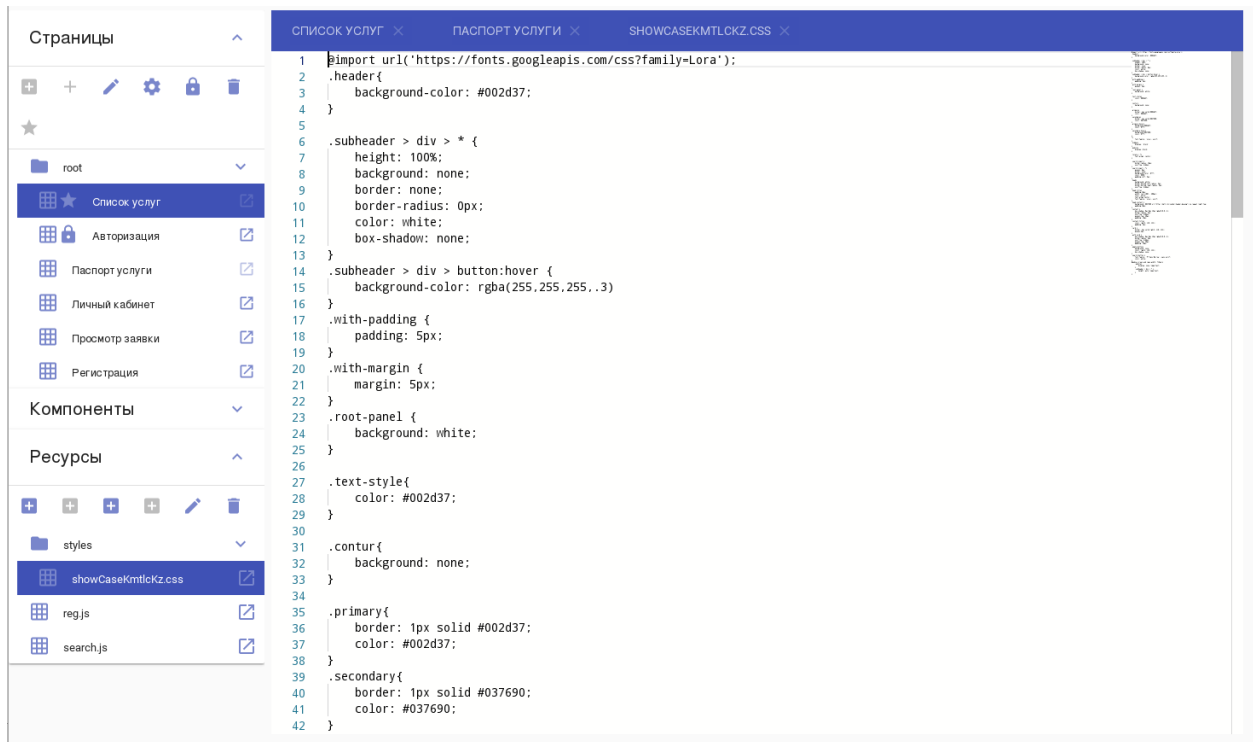 Страницы
root
Список услуг
Авторизация
Паспорт услуги
Личный кабинет
Просмотр заявки
Регистрация
Компоненты
Ресурсы
styles
showCaseKmtlcKz.css
reg.js
search.js
СПИСОК УСЛУГ
ПАСПОРТ УСЛУГИ
SHOWCASEKMTLCKZ.CSS
1 @import url('https://fonts.googleapis.com/css?family=Lora');
2 .header{
3     background-color: #002d37;
4 }
5
6 .subheader > div > * {
7     height: 100%;
8     background: none;
9     border: none;
10     border-radius: 0px;
11     color: white;
12     box-shadow: none;
13 }
14 .subheader > div > button:hover {
15     background-color: rgba(255,255,255,.3)
16 }
17 .with-padding {
18     padding: 5px;
19 }
20 .with-margin {
21     margin: 5px;
22 }
23 .root-panel {
24     background: white;
25 }
26
27 .text-style{
28     color: #002d37;
29 }
30
31 .contur{
32     background: none;
33 }
34
35 .primary{
36     border: 1px solid #002d37;
37     color: #002d37;
38 }
39 .secondary{
40     border: 1px solid #037690;
41     color: #037690;
42 }